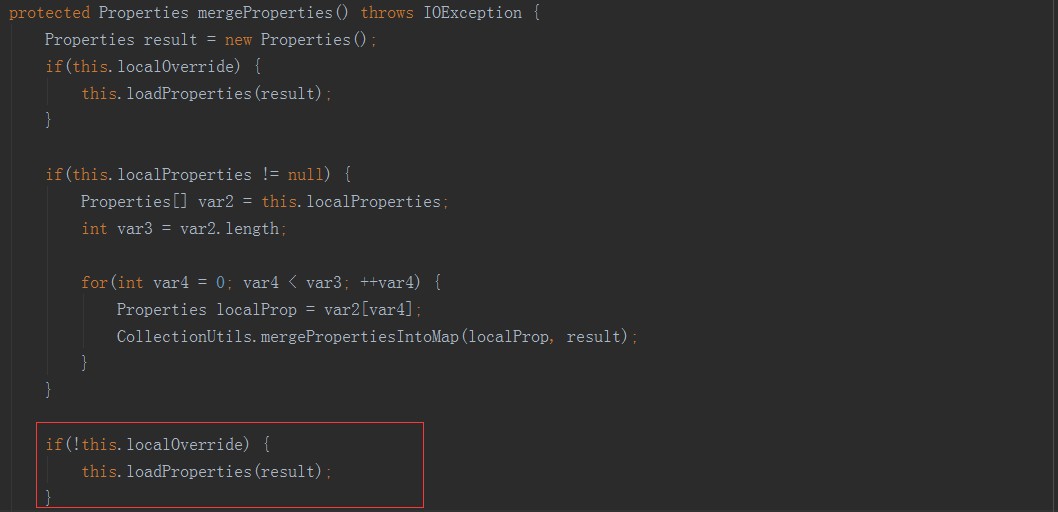 protected Properties mergeProperties() throws IOException {
    Properties result = new Properties();
    if(this.localOverride) {
        this.loadProperties(result);
    }
    if(this.localProperties != null) {
        Properties[] var2 = this.localProperties;
        int var3 = var2.length;
        for(int var4 = 0; var4 < var3; ++var4) {
            Properties localProp = var2[var4];
            CollectionUtils.mergePropertiesIntoMap(localProp, result);
        }
    }
    if(!this.localOverride) {
        this.loadProperties(result);
    }